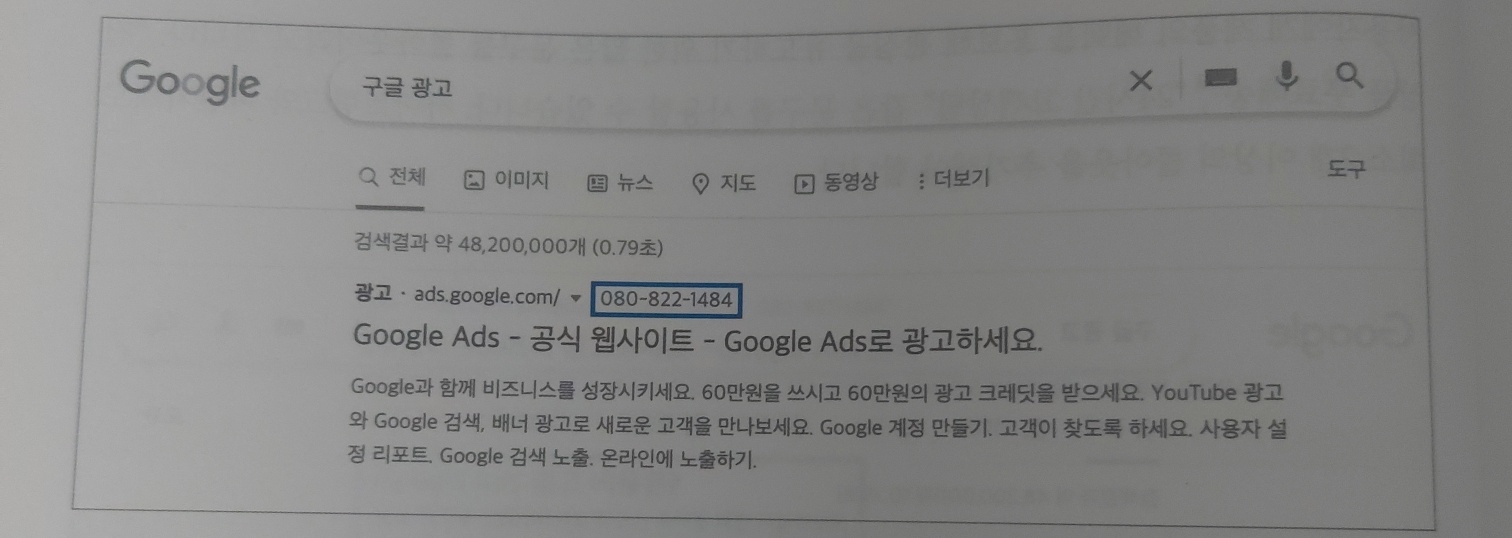 Google
구글 광고
전체 이미지 뉴스 지도 동영상 더보기 도구
검색결과 약 48,200,000개 (0.79초)
광고 · ads.google.com/ 080-822-1484
Google Ads - 공식 웹사이트 - Google Ads로 광고하세요.
Google과 함께 비즈니스를 성장시키세요. 60만원을 쓰시고 60만원의 광고 크레딧을 받으세요. YouTube 광고
와 Google 검색, 배너 광고로 새로운 고객을 만나보세요. Google 계정 만들기. 고객이 찾도록 하세요. 사용자 설
정 리포트. Google 검색 노출. 온라인에 노출하기.